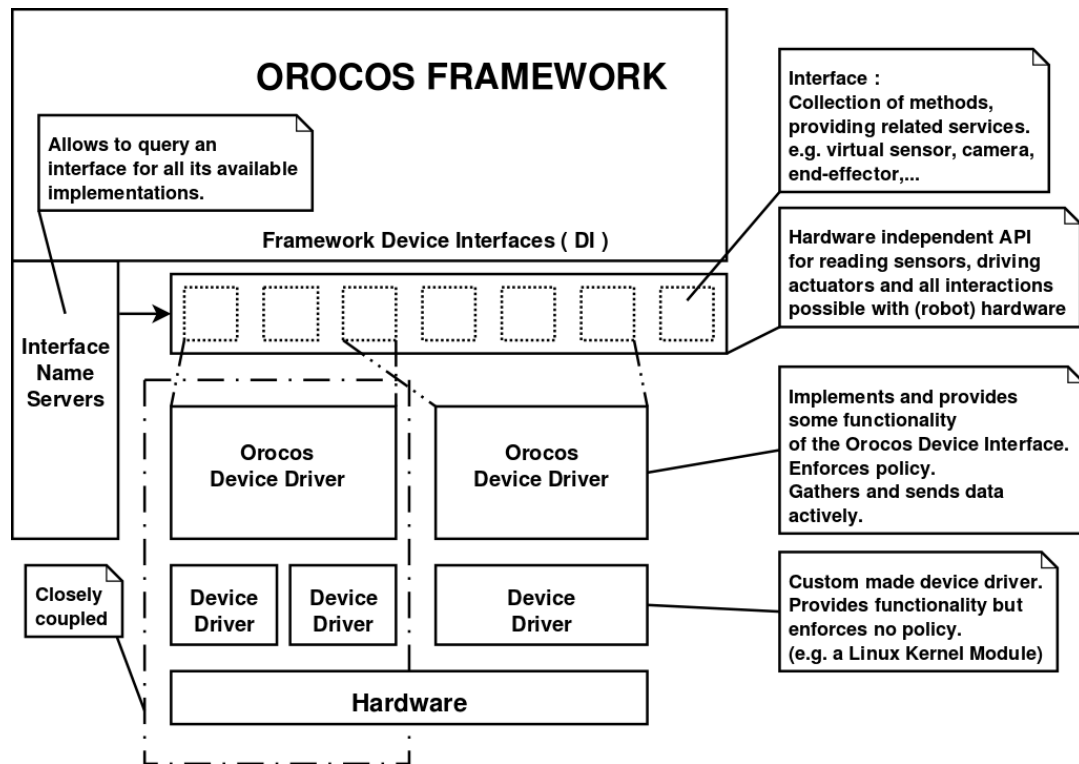 OROCOS FRAMEWORK
Allows to query an
interface for all its available
implementations.
Framework Device Interfaces ( DI )
Interface :
Collection of methods,
providing related services.
e.g. virtual sensor, camera,
end-effector,...
Hardware independent API
for reading sensors, driving
actuators and all interactions
possible with (robot) hardware
Interface
Name
Servers
Orocos
Device Driver
Orocos
Device Driver
Implements and provides
some functionality
of the Orocos Device Interface.
Enforces policy.
Gathers and sends data
actively.
Closely
coupled
Device
Driver
Device
Driver
Device
Driver
Custom made device driver.
Provides functionality but
enforces no policy.
(e.g. a Linux Kernel Module)
Hardware